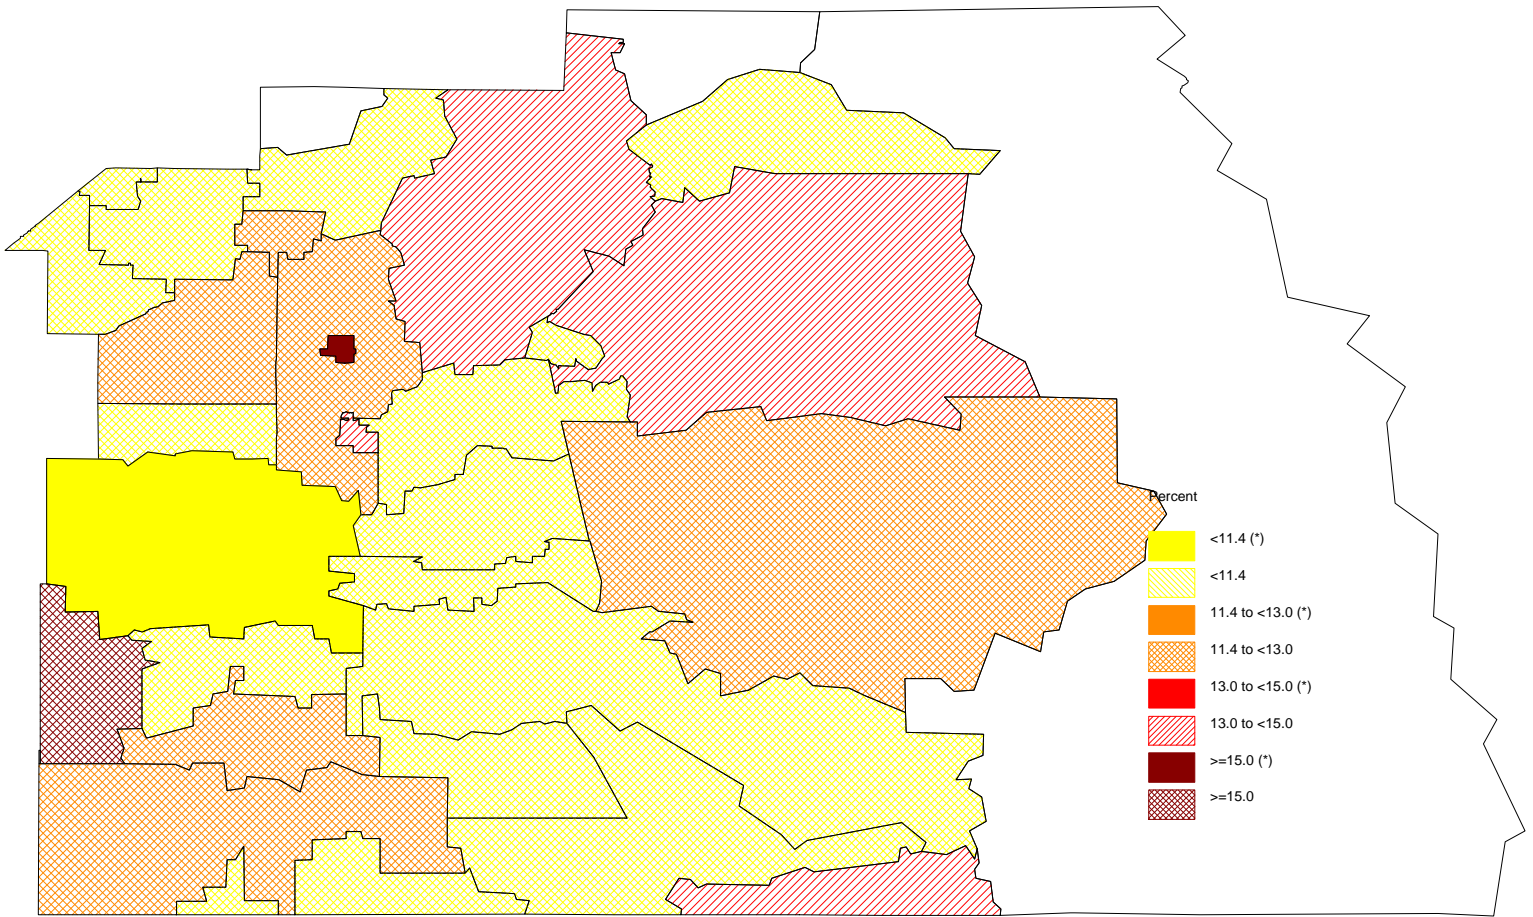 Percent
<11.4 (*)
<11.4
11.4 to <13.0 (*)
11.4 to <13.0
13.0 to <15.0 (*)
13.0 to <15.0
>=15.0 (*)
>=15.0